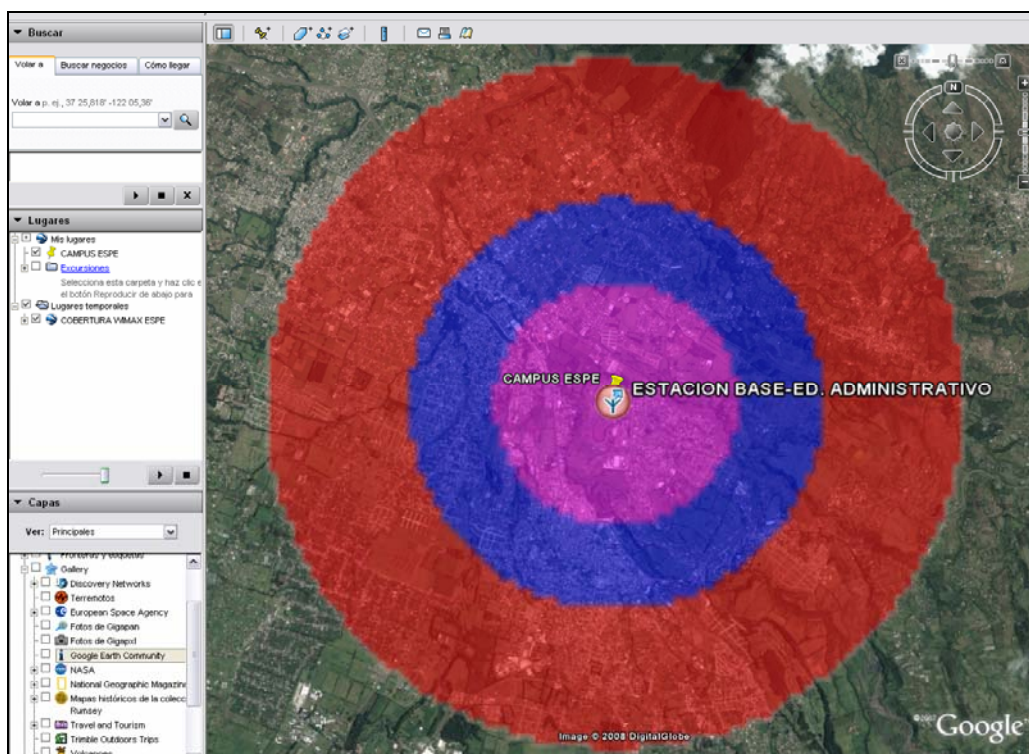 Buscar
Volar a
Buscar negocios
Cómo llegar
Volar a p. ej., 37 25,818' -122 05,36'
Lugares
Mis lugares
CAMPUS ESPE
Excursiones
Selecciona esta carpeta y haz clic e
el botón Reproducir de abajo para
Lugares temporales
COBERTURA WIMAX ESPE
Capas
Ver: Principales
Fronteras y etiquetas
Gallery
Discovery Networks
Terremotos
European Space Agency
Fotos de Gigapan
Fotos de Gigapxl
Google Earth Community
NASA
National Geographic Magazine
Mapas históricos de la colecc
Rumsey
Travel and Tourism
Trimble Outdoors Trips
Volcanes
N
CAMPUS ESPE
ESTACION BASE-ED. ADMINISTRATIVO
Image © 2008 DigitalGlobe
©2007 Google